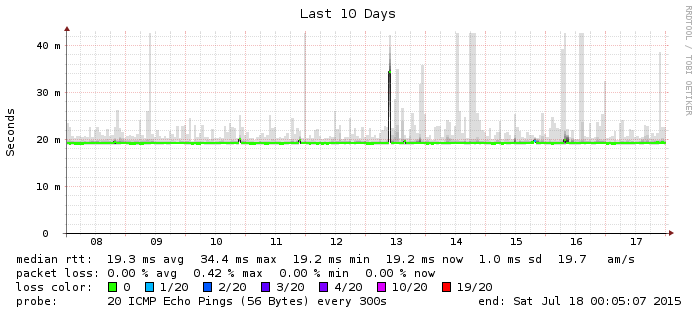 Last 10 Days
RRDTOOL / TOBI OETIKER
Seconds
40 m
30 m
20 m
10 m
0
08 09 10 11 12 13 14 15 16 17
median rtt: 19.3 ms avg 34.4 ms max 19.2 ms min 19.2 ms now 1.0 ms sd 19.7 am/s
packet loss: 0.00 % avg 0.42 % max 0.00 % min 0.00 % now
loss color: 0 1/20 2/20 3/20 4/20 10/20 19/20
probe: 20 ICMP Echo Pings (56 Bytes) every 300s end: Sat Jul 18 00:05:07 2015